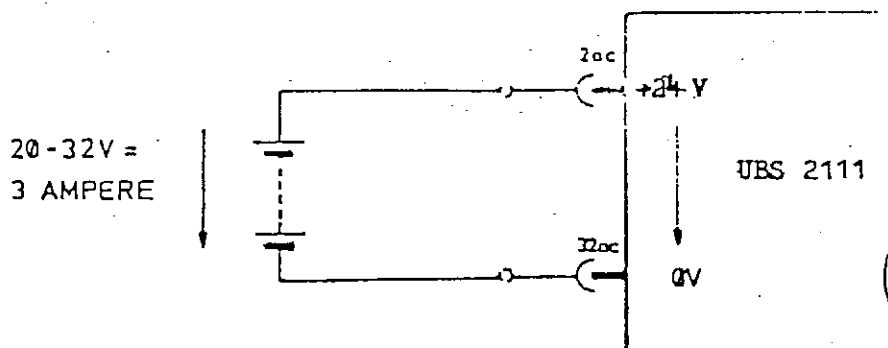 2ac
+24 V
20-32V =
3 AMPERE
UBS 2111
32ac
0V